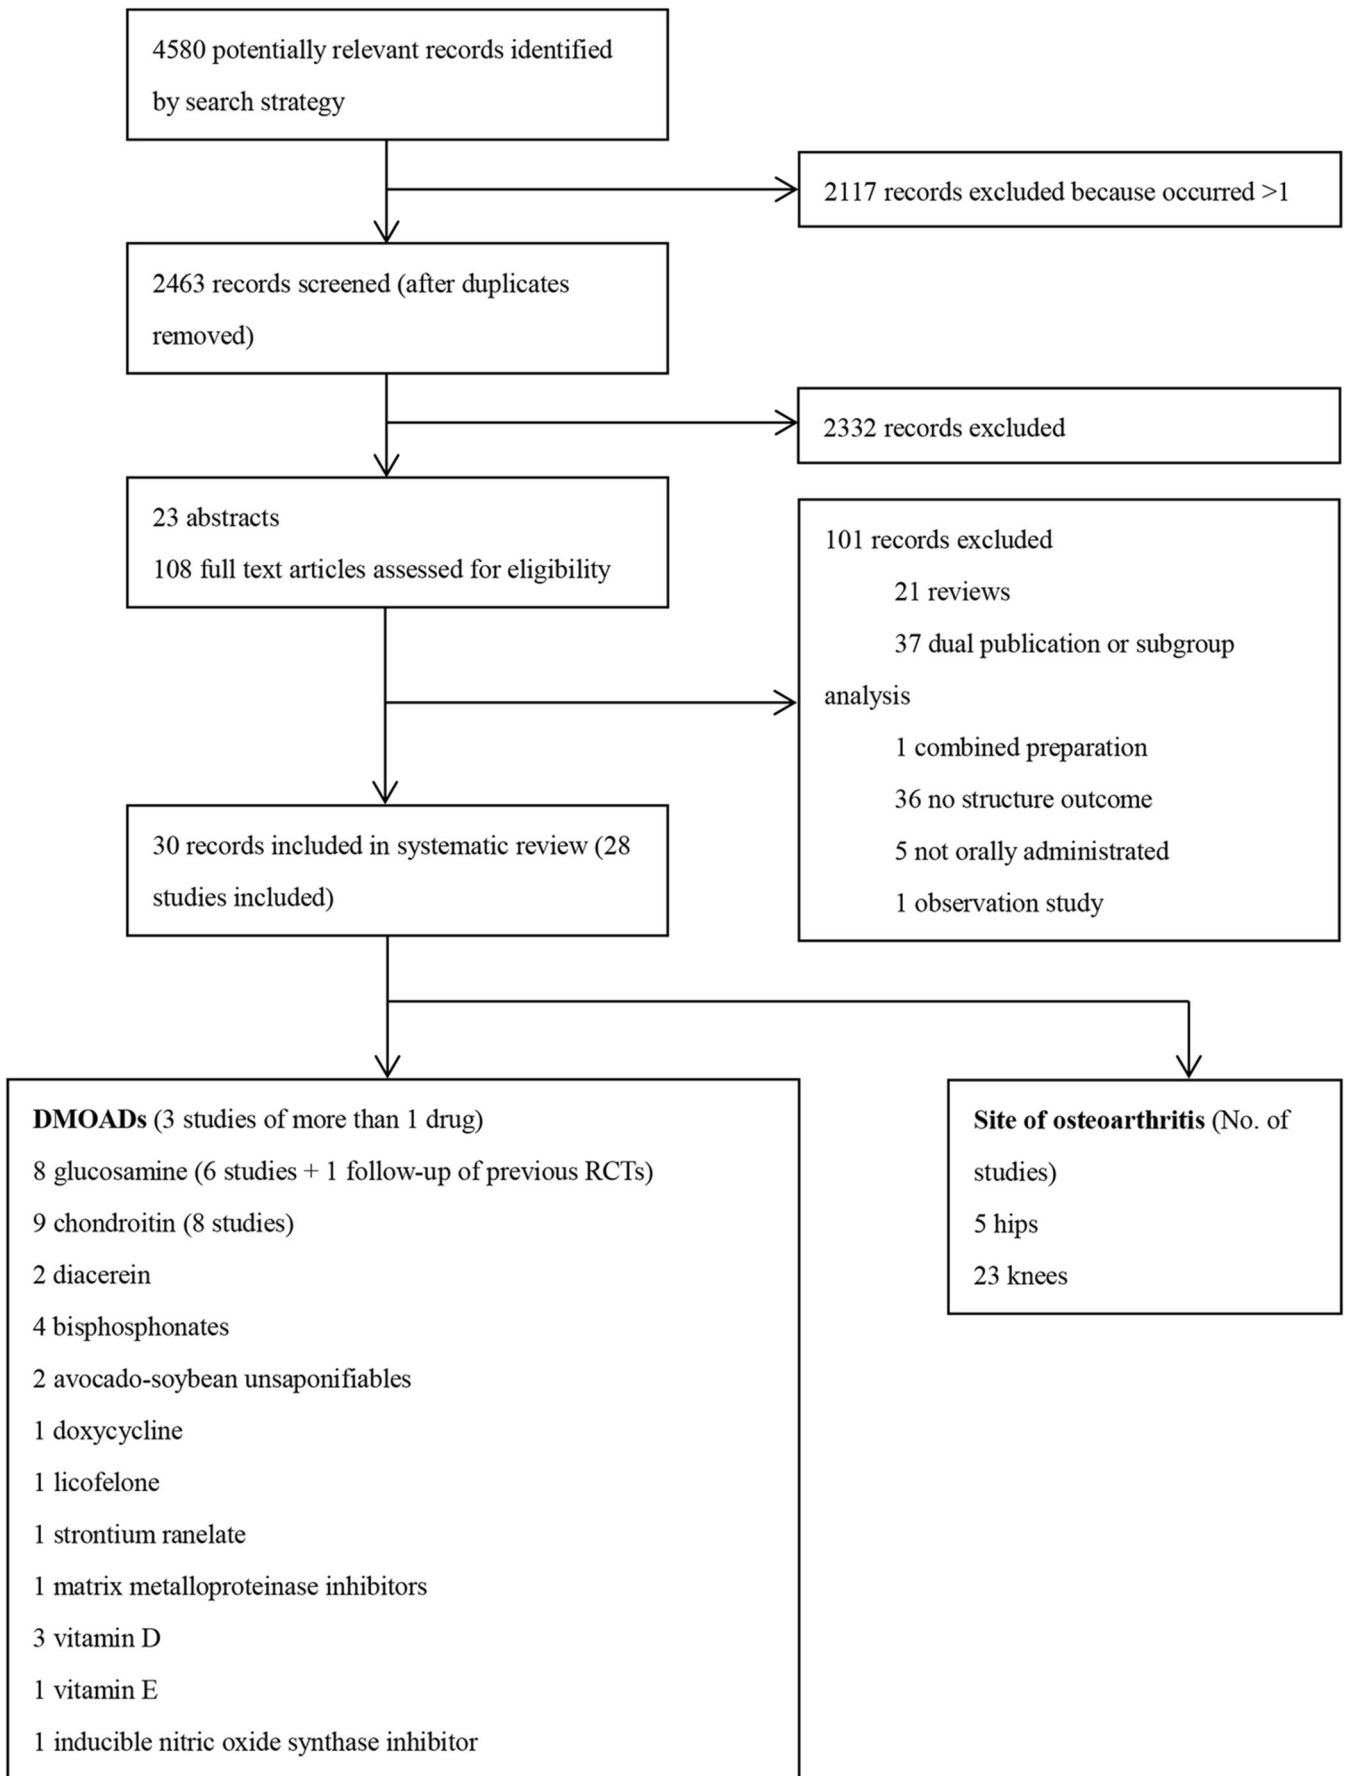 4580 potentially relevant records identified
by search strategy
2117 records excluded because occurred >1
2463 records screened (after duplicates
removed)
2332 records excluded
23 abstracts
108 full text articles assessed for eligibility
101 records excluded
21 reviews
37 dual publication or subgroup
analysis
1 combined preparation
36 no structure outcome
5 not orally administrated
1 observation study
30 records included in systematic review (28
studies included)
DMOADs (3 studies of more than 1 drug)
8 glucosamine (6 studies + 1 follow-up of previous RCTs)
9 chondroitin (8 studies)
2 diacerein
4 bisphosphonates
2 avocado-soybean unsaponifiables
1 doxycycline
1 licofelone
1 strontium ranelate
1 matrix metalloproteinase inhibitors
3 vitamin D
1 vitamin E
1 inducible nitric oxide synthase inhibitor
Site of osteoarthritis (No. of
studies)
5 hips
23 knees